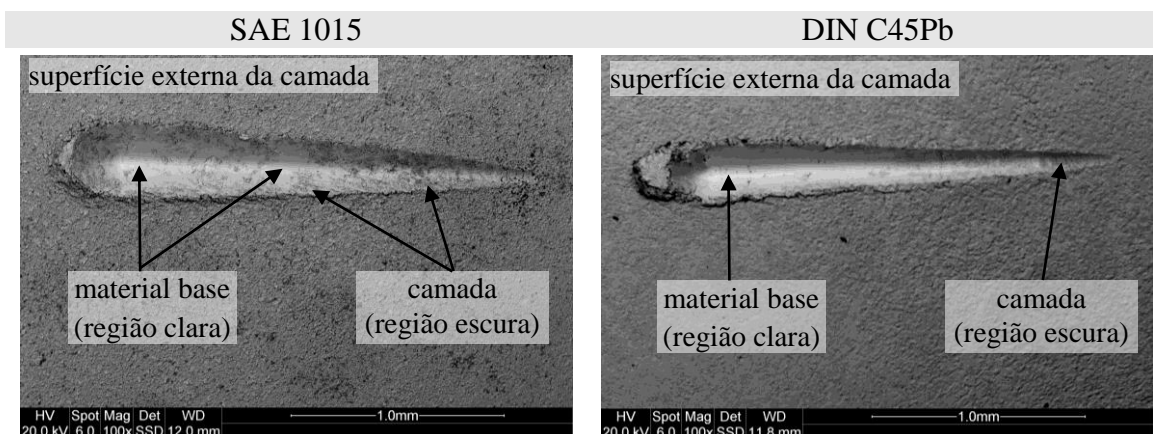 SAE 1015
DIN C45Pb
superfície externa da camada
superfície externa da camada
material base
(região clara)
camada
(região escura)
material base
(região clara)
camada
(região escura)
HV Spot Mag Det WD
20.0 kV 6.0 100x SSD 12.0 mm
1.0mm
HV Spot Mag Det WD
20.0 kV 6.0 100x SSD 11.8 mm
1.0mm